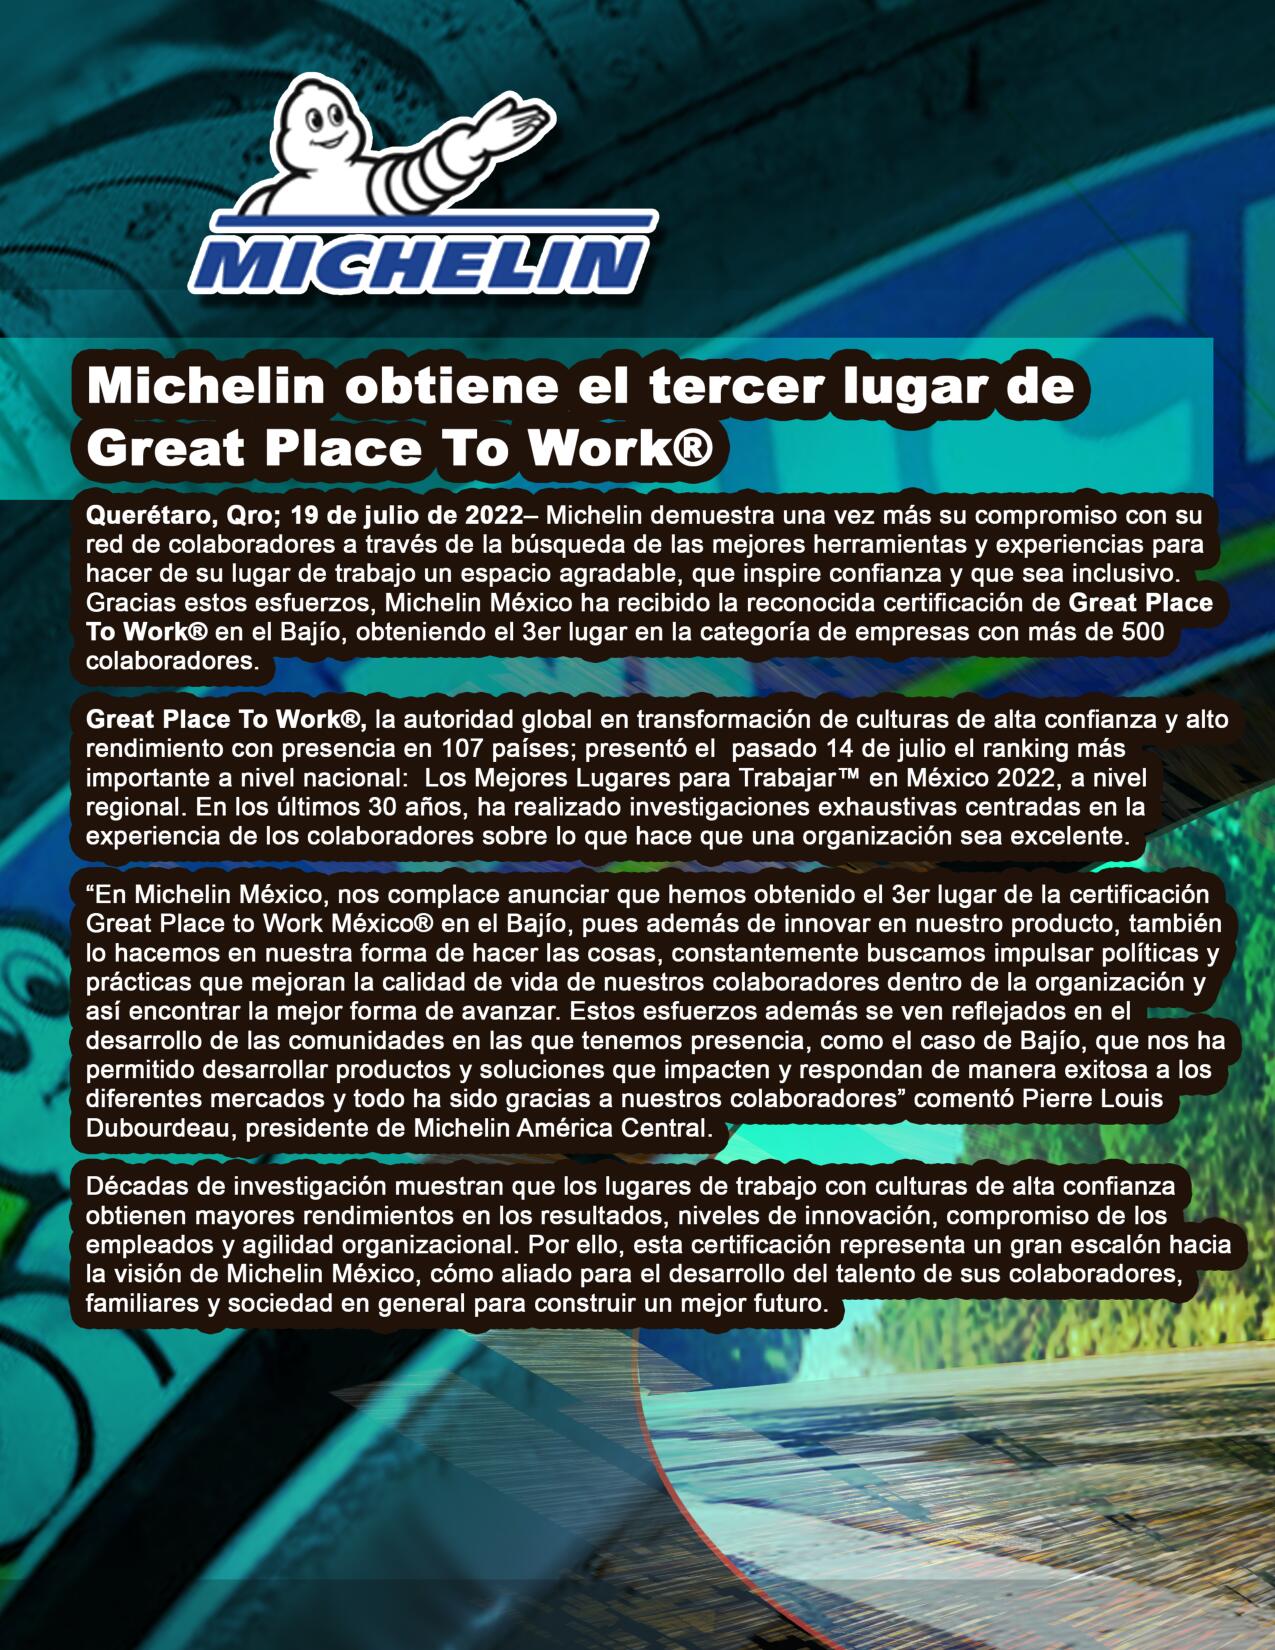 MICHELIN
Michelin obtiene el tercer lugar de
Great Place To Work®
Querétaro, Qro; 19 de julio de 2022– Michelin demuestra una vez más su compromiso con su
red de colaboradores a través de la búsqueda de las mejores herramientas y experiencias para
hacer de su lugar de trabajo un espacio agradable, que inspire confianza y que sea inclusivo.
Gracias estos esfuerzos, Michelin México ha recibido la reconocida certificación de Great Place
To Work® en el Bajío, obteniendo el 3er lugar en la categoría de empresas con más de 500
colaboradores.
Great Place To Work®, la autoridad global en transformación de culturas de alta confianza y alto
rendimiento con presencia en 107 países; presentó el  pasado 14 de julio el ranking más
importante a nivel nacional:  Los Mejores Lugares para Trabajar™ en México 2022, a nivel
regional. En los últimos 30 años, ha realizado investigaciones exhaustivas centradas en la
experiencia de los colaboradores sobre lo que hace que una organización sea excelente.
“En Michelin México, nos complace anunciar que hemos obtenido el 3er lugar de la certificación
Great Place to Work México® en el Bajío, pues además de innovar en nuestro producto, también
lo hacemos en nuestra forma de hacer las cosas, constantemente buscamos impulsar políticas y
prácticas que mejoran la calidad de vida de nuestros colaboradores dentro de la organización y
así encontrar la mejor forma de avanzar. Estos esfuerzos además se ven reflejados en el
desarrollo de las comunidades en las que tenemos presencia, como el caso de Bajío, que nos ha
permitido desarrollar productos y soluciones que impacten y respondan de manera exitosa a los
diferentes mercados y todo ha sido gracias a nuestros colaboradores” comentó Pierre Louis
Dubourdeau, presidente de Michelin América Central.
Décadas de investigación muestran que los lugares de trabajo con culturas de alta confianza
obtienen mayores rendimientos en los resultados, niveles de innovación, compromiso de los
empleados y agilidad organizacional. Por ello, esta certificación representa un gran escalón hacia
la visión de Michelin México, cómo aliado para el desarrollo del talento de sus colaboradores,
familiares y sociedad en general para construir un mejor futuro.